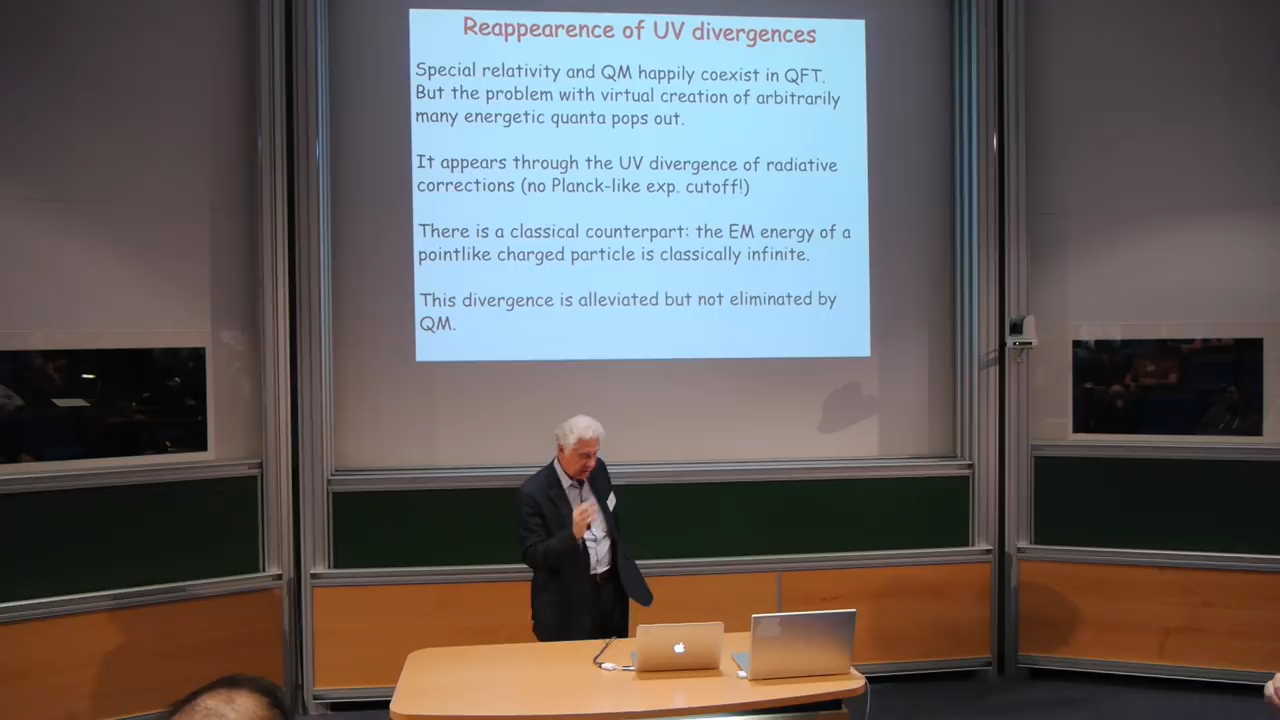 Reappearence of UV divergences
Special relativity and QM happily coexist in QFT.
But the problem with virtual creation of arbitrarily
many energetic quanta pops out.
It appears through the UV divergence of radiative
corrections (no Planck-like exp. cutoff!)
There is a classical counterpart: the EM energy of a
pointlike charged particle is classically infinite.
This divergence is alleviated but not eliminated by
QM.